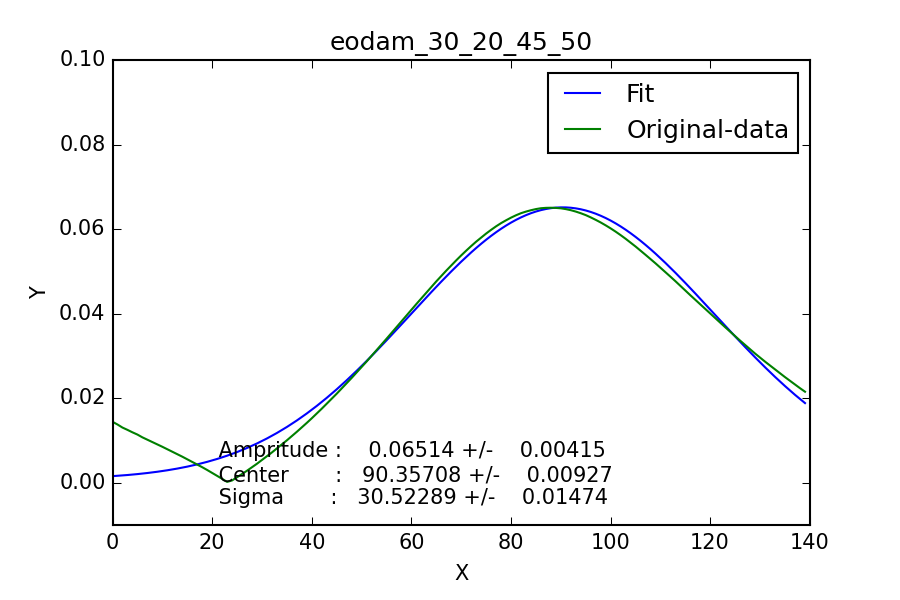 eodam_30_20_45_50
0.10
0.08
0.06
0.04
0.02
0.00
Y
Fit
Original-data
Ampritude : 0.06514 +/- 0.00415
Center : 90.35708 +/- 0.00927
Sigma : 30.52289 +/- 0.01474
0 20 40 60 80 100 120 140
X